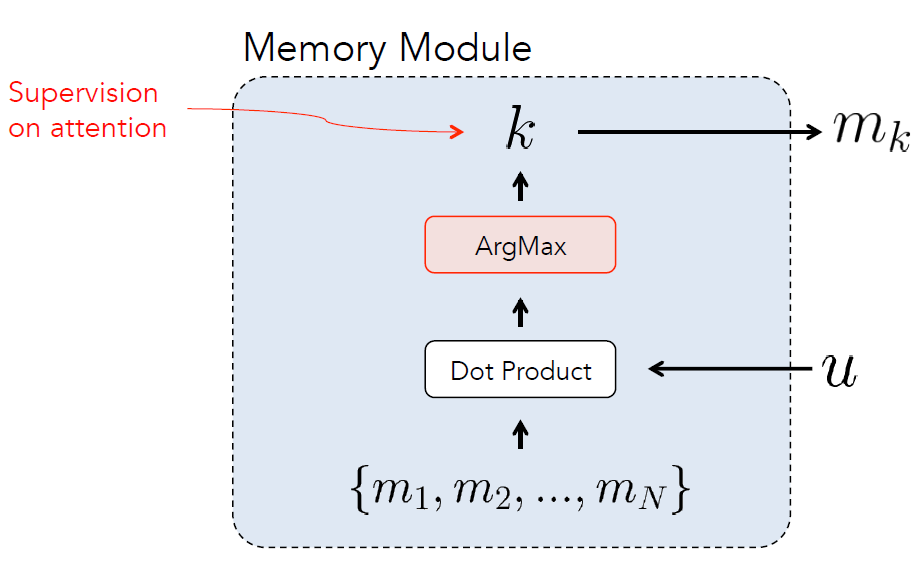 Memory Module
Supervision
on attention
k
m_k
ArgMax
Dot Product
u
{m_1, m_2, ..., m_N}